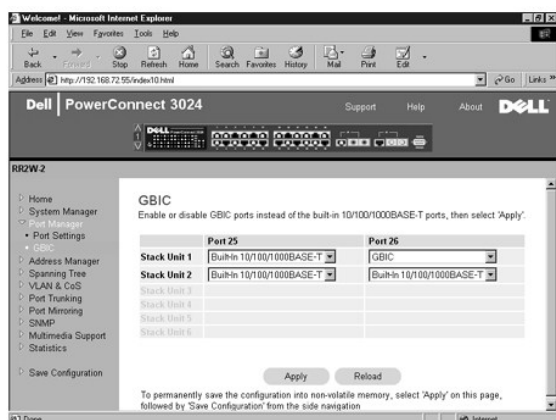 Welcome! - Microsoft Internet Explorer
File Edit View Favorites Tools Help
Back Forward Stop Refresh Home Search Favorites History Mail Print Edit
Address http://192.168.72.55/index10.html Go Links »
Dell | PowerConnect 3024 Support Help About DELL
DELL
RR2W-2
Home
System Manager
Port Manager
• Port Settings
• GBIC
Address Manager
Spanning Tree
VLAN & CoS
Port Trunking
Port Mirroring
SNMP
Multimedia Support
Statistics
Save Configuration
GBIC
Enable or disable GBIC ports instead of the built-in 10/100/1000BASE-T ports, then select 'Apply'.
Port 25 Port 26
Stack Unit 1 Built-In 10/100/1000BASE-T GBIC
Stack Unit 2 Built-In 10/100/1000BASE-T Built-In 10/100/1000BASE-T
Stack Unit 3
Stack Unit 4
Stack Unit 5
Stack Unit 6
Apply Reload
To permanently save the configuration into non-volatile memory, select 'Apply' on this page,
followed by 'Save Configuration' from the side navigation
Done Internet